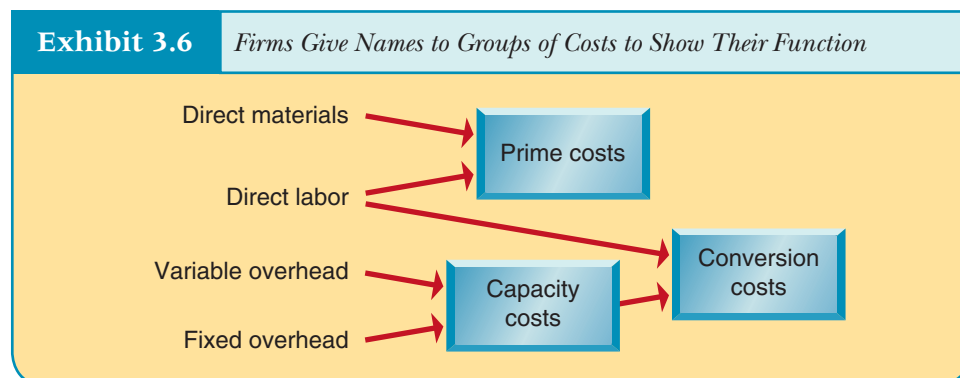 Exhibit 3.6
Firms Give Names to Groups of Costs to Show Their Function
Direct materials
Prime costs
Direct labor
Variable overhead
Fixed overhead
Capacity
costs
Conversion
costs